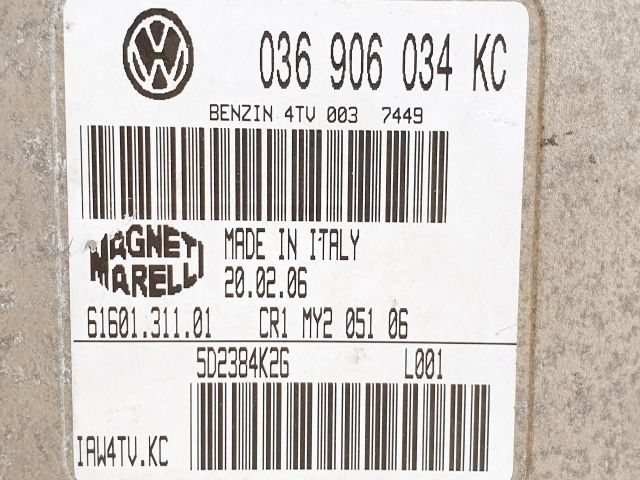 036 906 034 KC
BENZIN 4TV 003 7449
MAGNETI MARELLI
MADE IN ITALY
20.02.06
61601.311.01 CR1 MY2 051 06
5D2384K2G L001
IAW4TV.KC